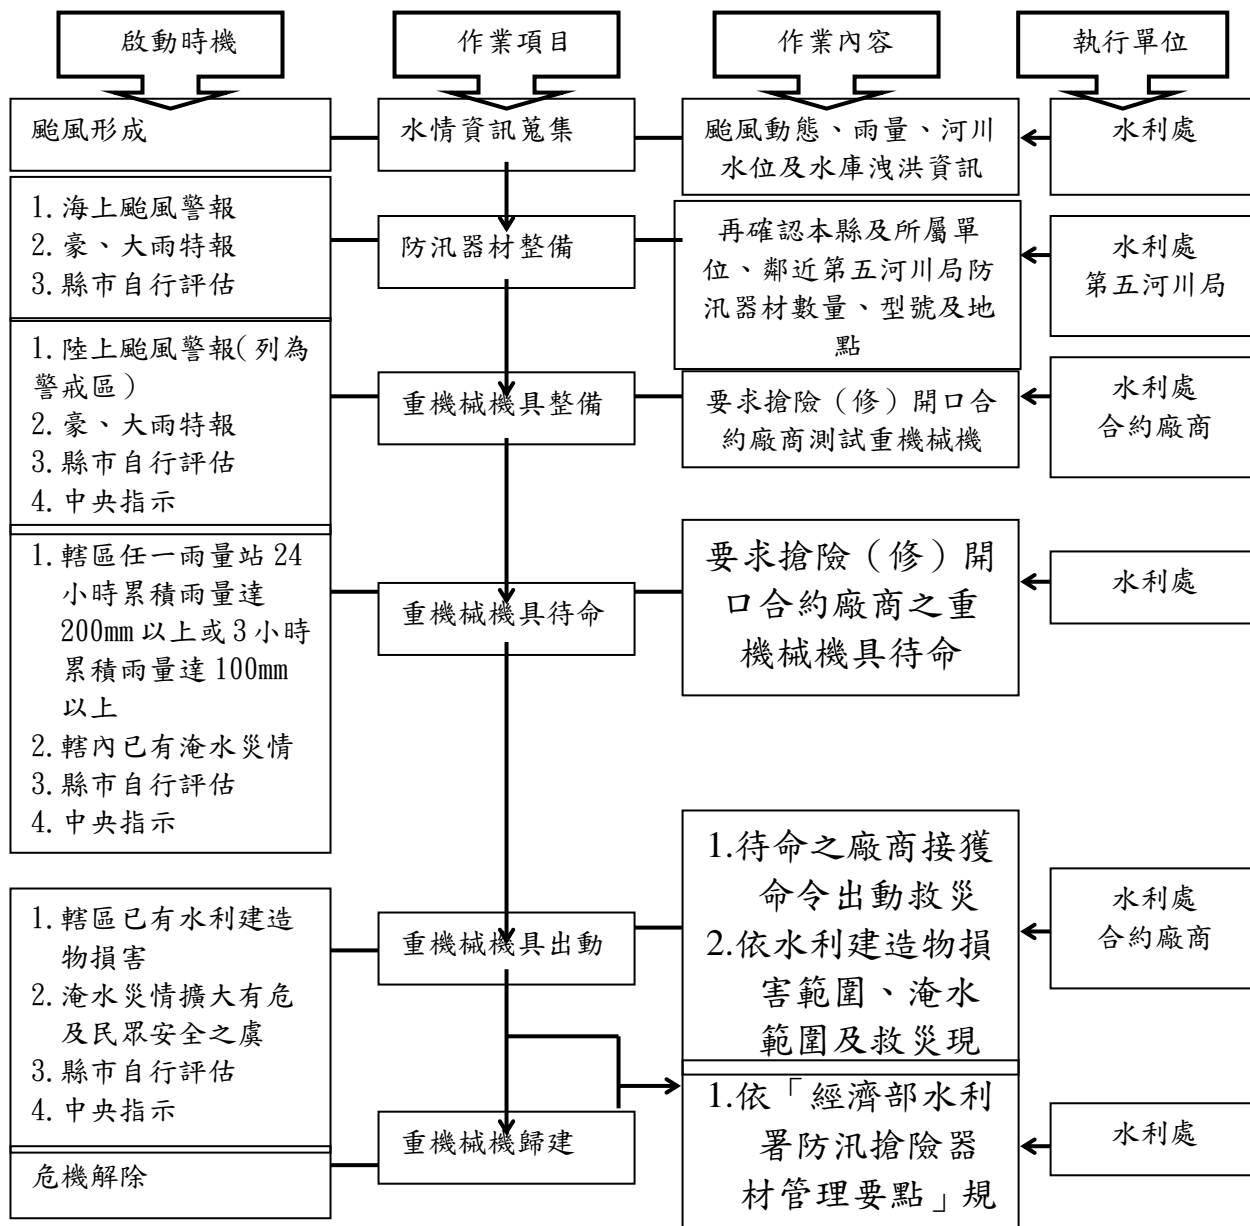 啟動時機
作業項目
作業內容
執行單位
颱風形成
水情資訊蒐集
颱風動態、雨量、河川
水位及水庫洩洪資訊
水利處
1.海上颱風警報
2.豪、大雨特報
3.縣市自行評估
防汛器材整備
再確認本縣及所屬單
位、鄰近第五河川局防
汛器材數量、型號及地
點
水利處
第五河川局
1.陸上颱風警報(列為
警戒區)
2.豪、大雨特報
3.縣市自行評估
4.中央指示
重機械機具整備
要求搶險（修）開口合
約廠商測試重機械機
水利處
合約廠商
1.轄區任一雨量站 24
小時累積雨量達
200mm 以上或 3 小時
累積雨量達 100mm
以上
2.轄內已有淹水災情
3.縣市自行評估
4.中央指示
重機械機具待命
要求搶險（修）開
口合約廠商之重
機械機具待命
水利處
1.轄區已有水利建造
物損害
2.淹水災情擴大有危
及民眾安全之虞
3.縣市自行評估
4.中央指示
重機械機具出動
1.待命之廠商接獲
命令出動救災
2.依水利建造物損
害範圍、淹水
範圍及救災現
水利處
合約廠商
危機解除
重機械機歸建
1.依「經濟部水利
署防汛搶險器
材管理要點」規
水利處